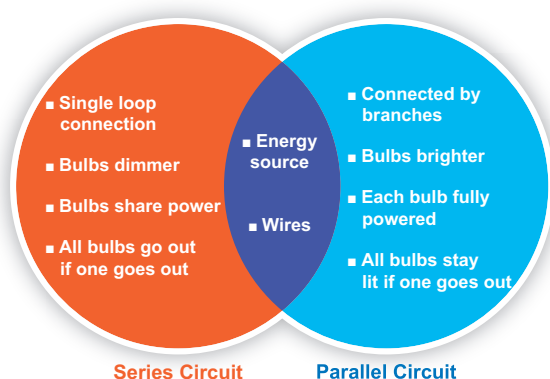 ■ Single loop
connection
■ Bulbs dimmer
■ Bulbs share power
■ All bulbs go out
if one goes out
■ Energy
source
■ Wires
■ Connected by
branches
■ Bulbs brighter
■ Each bulb fully
powered
■ All bulbs stay
lit if one goes out
Series Circuit
Parallel Circuit